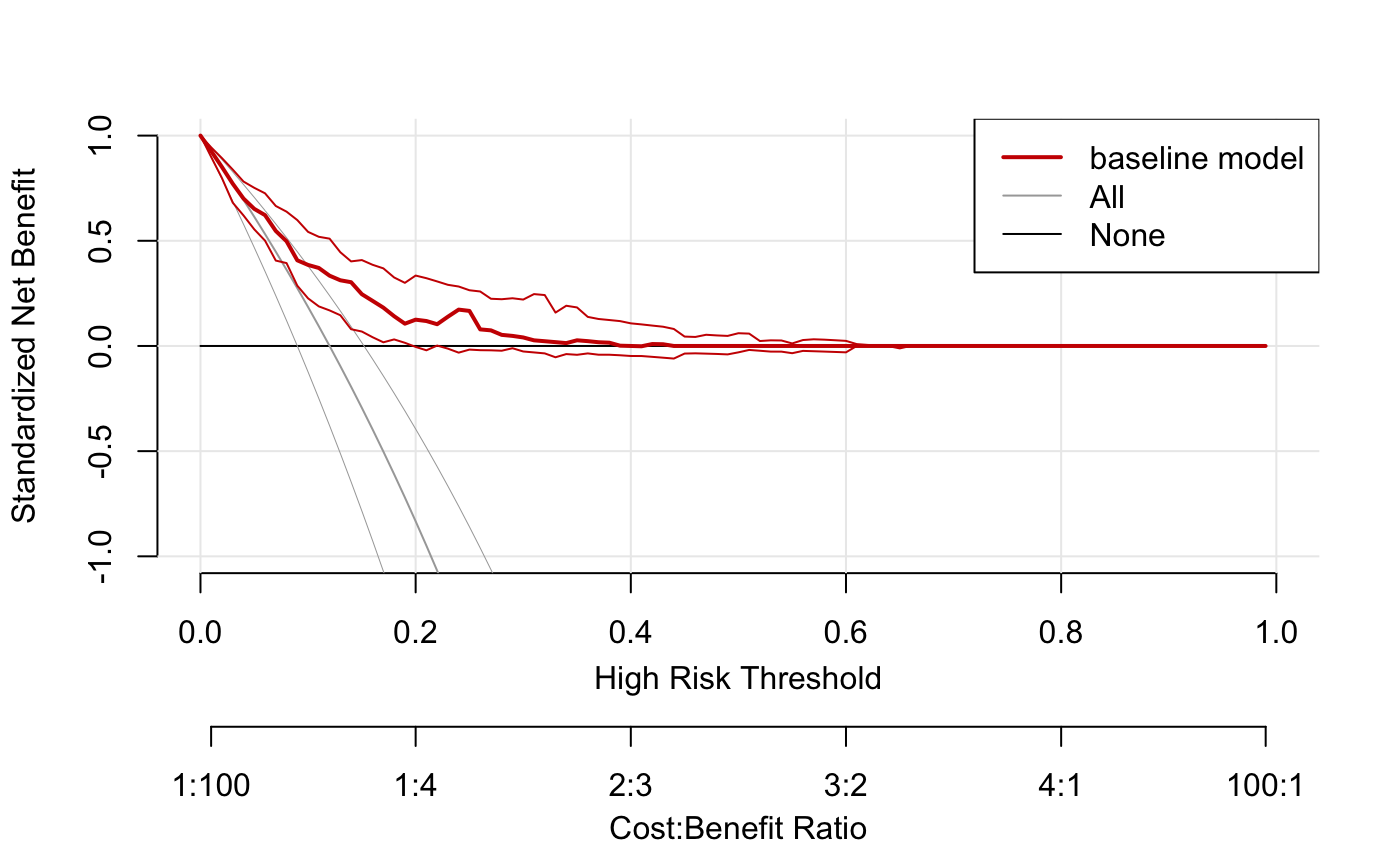 baseline model
All
None
Standardized Net Benefit
1.0
0.5
0.0
-0.5
-1.0
0.0 0.2 0.4 0.6 0.8 1.0
High Risk Threshold
1:100 1:4 2:3 3:2 4:1 100:1
Cost:Benefit Ratio